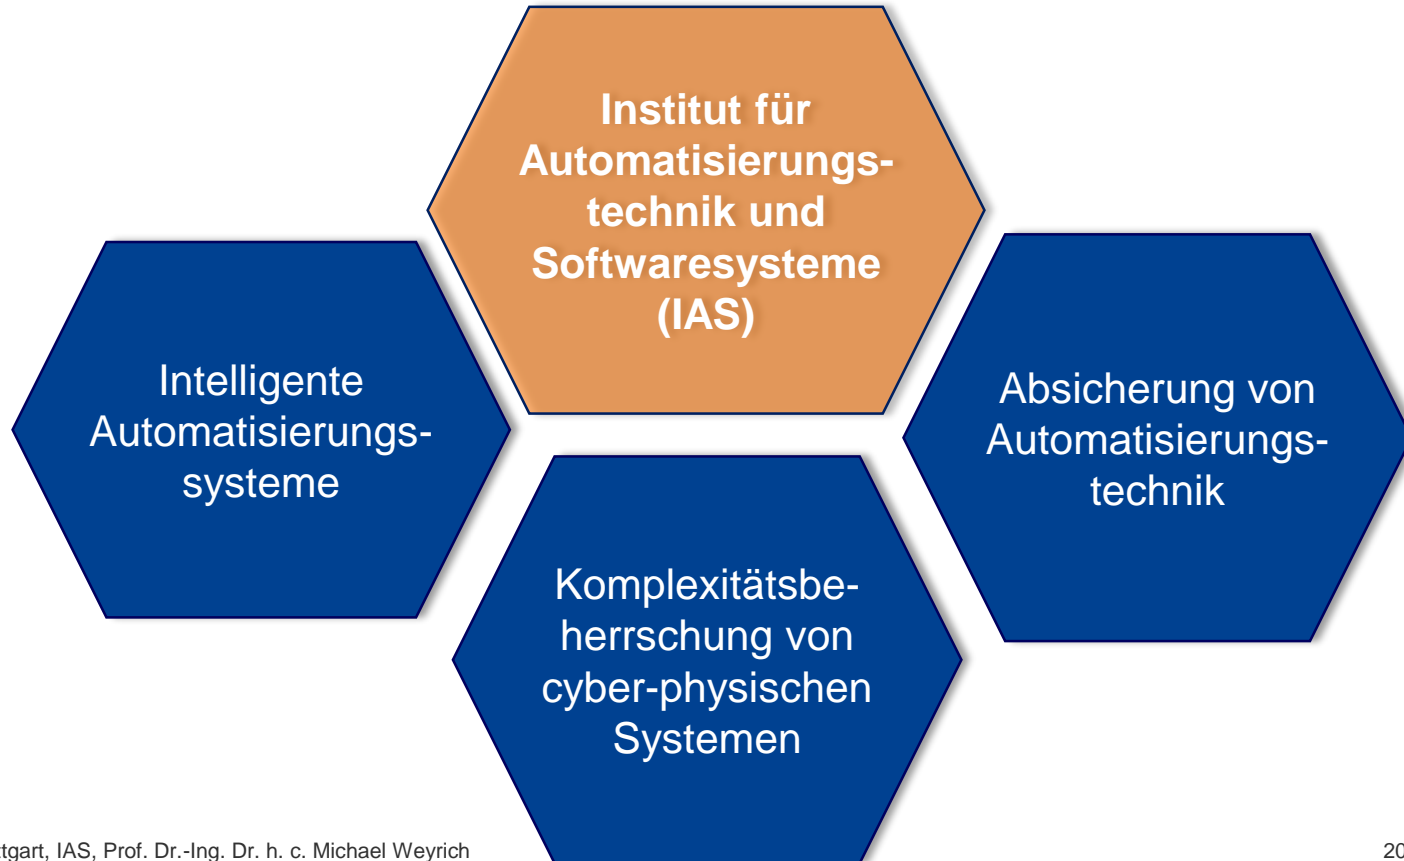 Institut für
Automatisierungs-
technik und
Softwaresysteme
(IAS)
Intelligente
Automatisierungs-
systeme
Absicherung von
Automatisierungs-
technik
Komplexitätsbe-
herrschung von
cyber-physischen
Systemen
ttgart, IAS, Prof. Dr.-Ing. Dr. h. c. Michael Weyrich
20